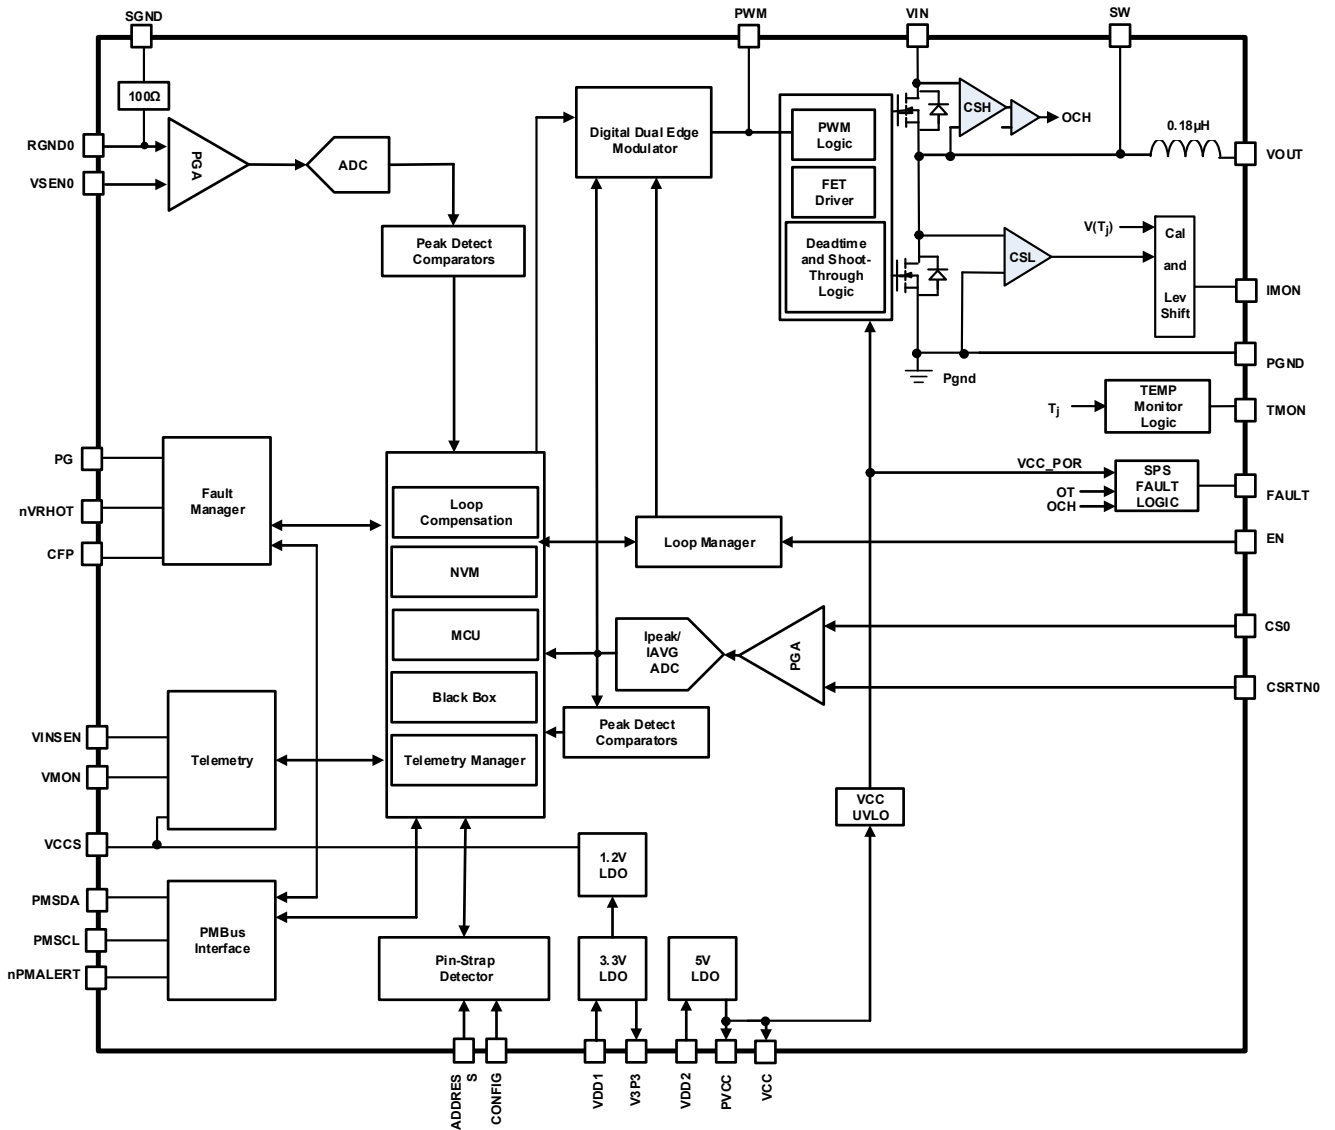 SGND
PWM
VIN
SW
100Ω
RGND0
VSEN0
PGA
ADC
Peak Detect
Comparators
Digital Dual Edge
Modulator
PWM
Logic
FET
Driver
Deadtime
and Shoot-
Through
Logic
CSH
OCH
0.18µH
VOUT
V(Tj)
CSL
Cal
and
Lev
Shift
IMON
PGND
Pgnd
Tj
TEMP
Monitor
Logic
TMON
VCC_POR
OT
OCH
SPS
FAULT
LOGIC
FAULT
EN
PG
nVRHOT
CFP
Fault
Manager
Loop
Compensation
NVM
MCU
Black Box
Telemetry Manager
Loop Manager
Ipeak/
IAVG
ADC
PGA
CS0
CSRTN0
Peak Detect
Comparators
VINSEN
VMON
VCCS
Telemetry
VCC
UVLO
1.2V
LDO
PMSDA
PMSCL
nPMALERT
PMBus
Interface
Pin-Strap
Detector
3.3V
LDO
5V
LDO
ADDRES
S
CONFIG
VDD1
V3P3
VDD2
PVCC
VCC